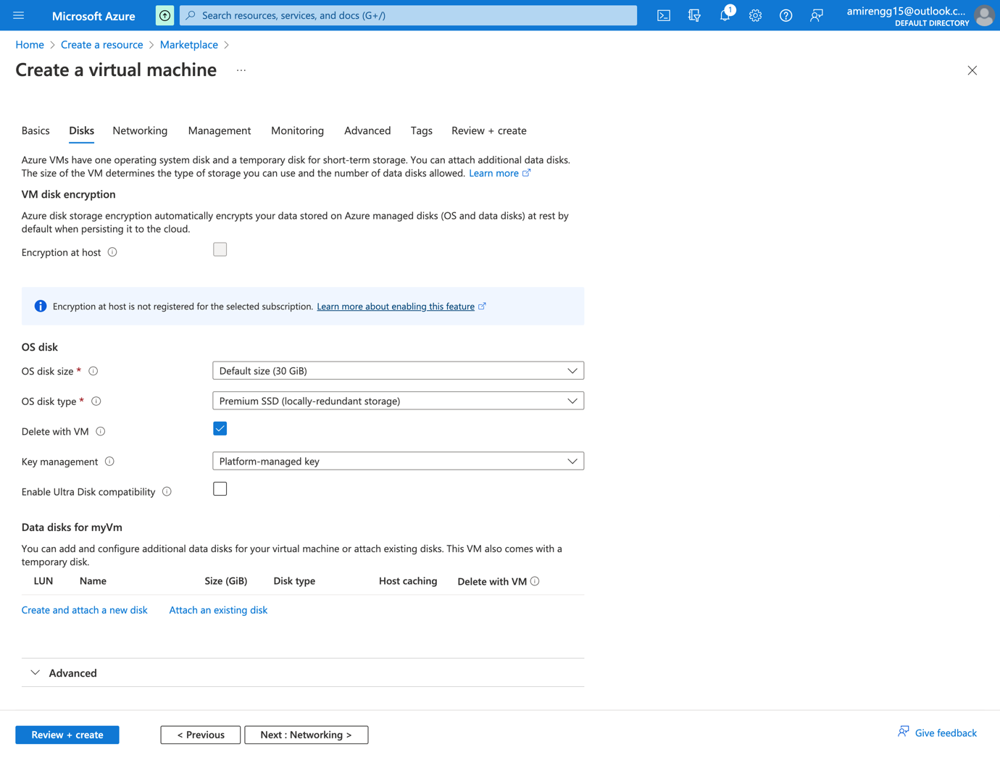 Microsoft Azure
Search resources, services, and docs (G+/)
1
amirengg15@outlook.c...
DEFAULT DIRECTORY
Home > Create a resource > Marketplace >
Create a virtual machine ...
Basics Disks Networking Management Monitoring Advanced Tags Review + create
Azure VMs have one operating system disk and a temporary disk for short-term storage. You can attach additional data disks.
The size of the VM determines the type of storage you can use and the number of data disks allowed. Learn more
VM disk encryption
Azure disk storage encryption automatically encrypts your data stored on Azure managed disks (OS and data disks) at rest by
default when persisting it to the cloud.
Encryption at host
Encryption at host is not registered for the selected subscription. Learn more about enabling this feature
OS disk
OS disk size * Default size (30 GiB)
OS disk type * Premium SSD (locally-redundant storage)
Delete with VM
Key management Platform-managed key
Enable Ultra Disk compatibility
Data disks for myVm
You can add and configure additional data disks for your virtual machine or attach existing disks. This VM also comes with a
temporary disk.
LUN Name Size (GiB) Disk type Host caching Delete with VM
Create and attach a new disk Attach an existing disk
Advanced
Review + create < Previous Next : Networking > Give feedback